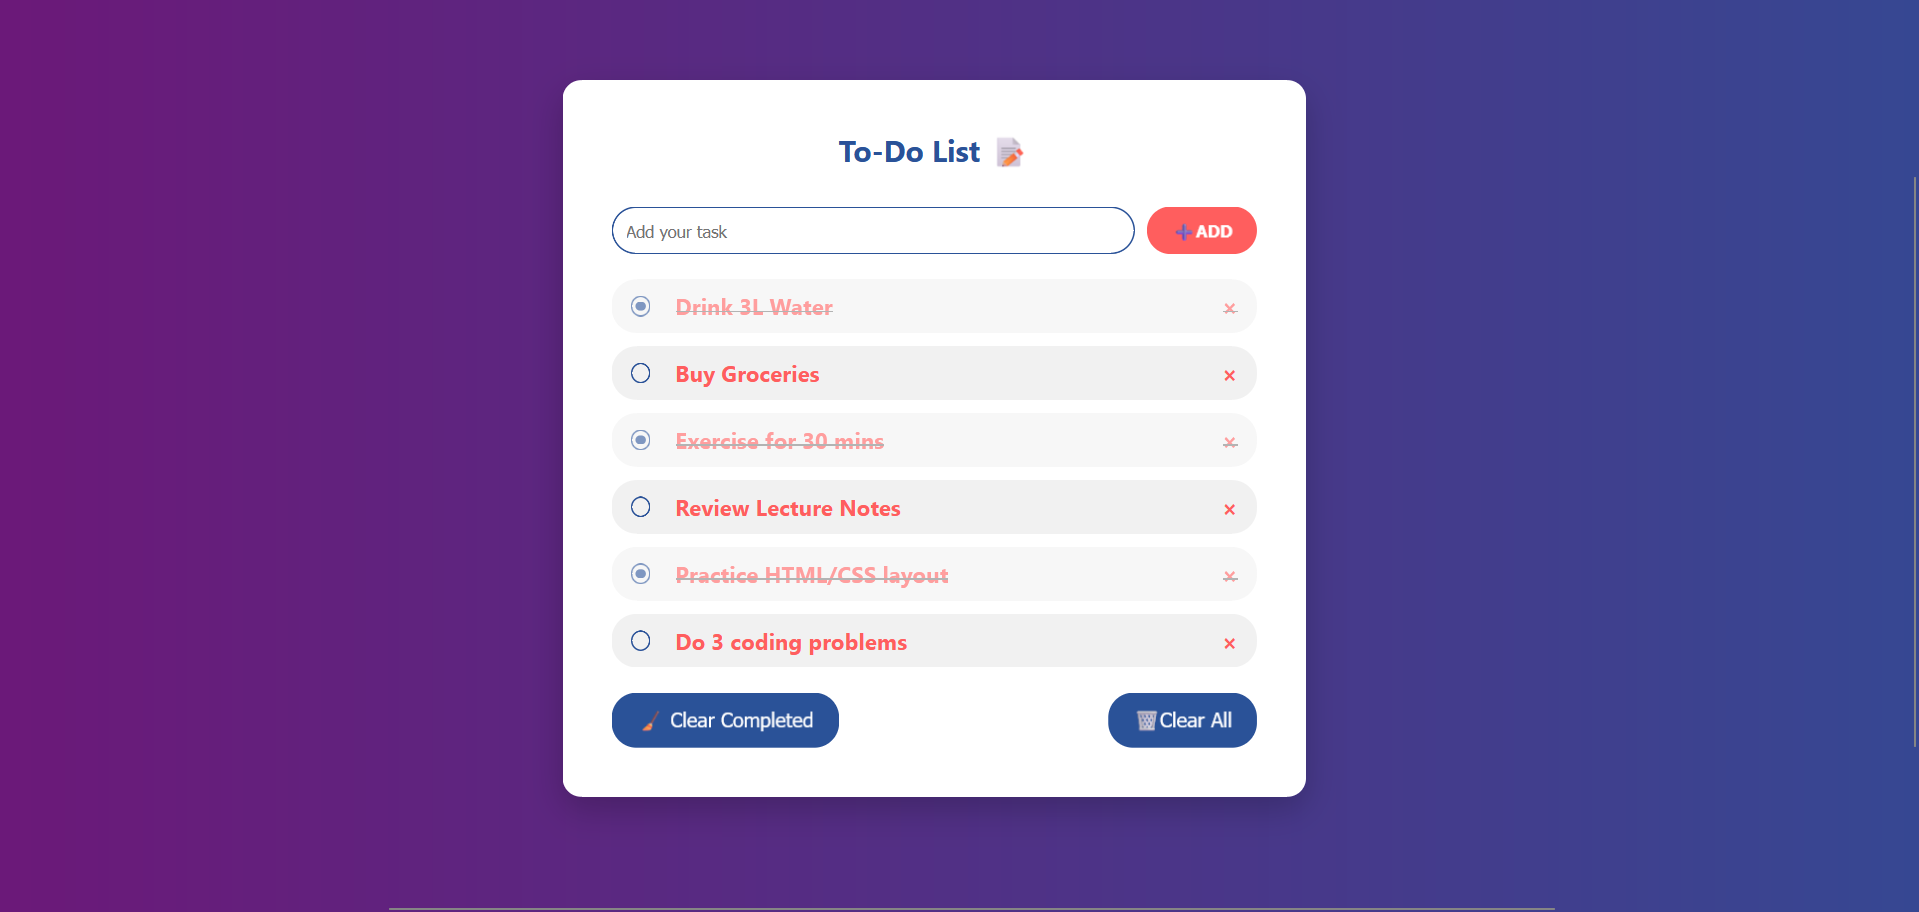 To-Do List
Add your task
ADD
Drink 3L Water ×
Buy Groceries ×
Exercise for 30 mins ×
Review Lecture Notes ×
Practice HTML/CSS layout ×
Do 3 coding problems ×
Clear Completed
Clear All